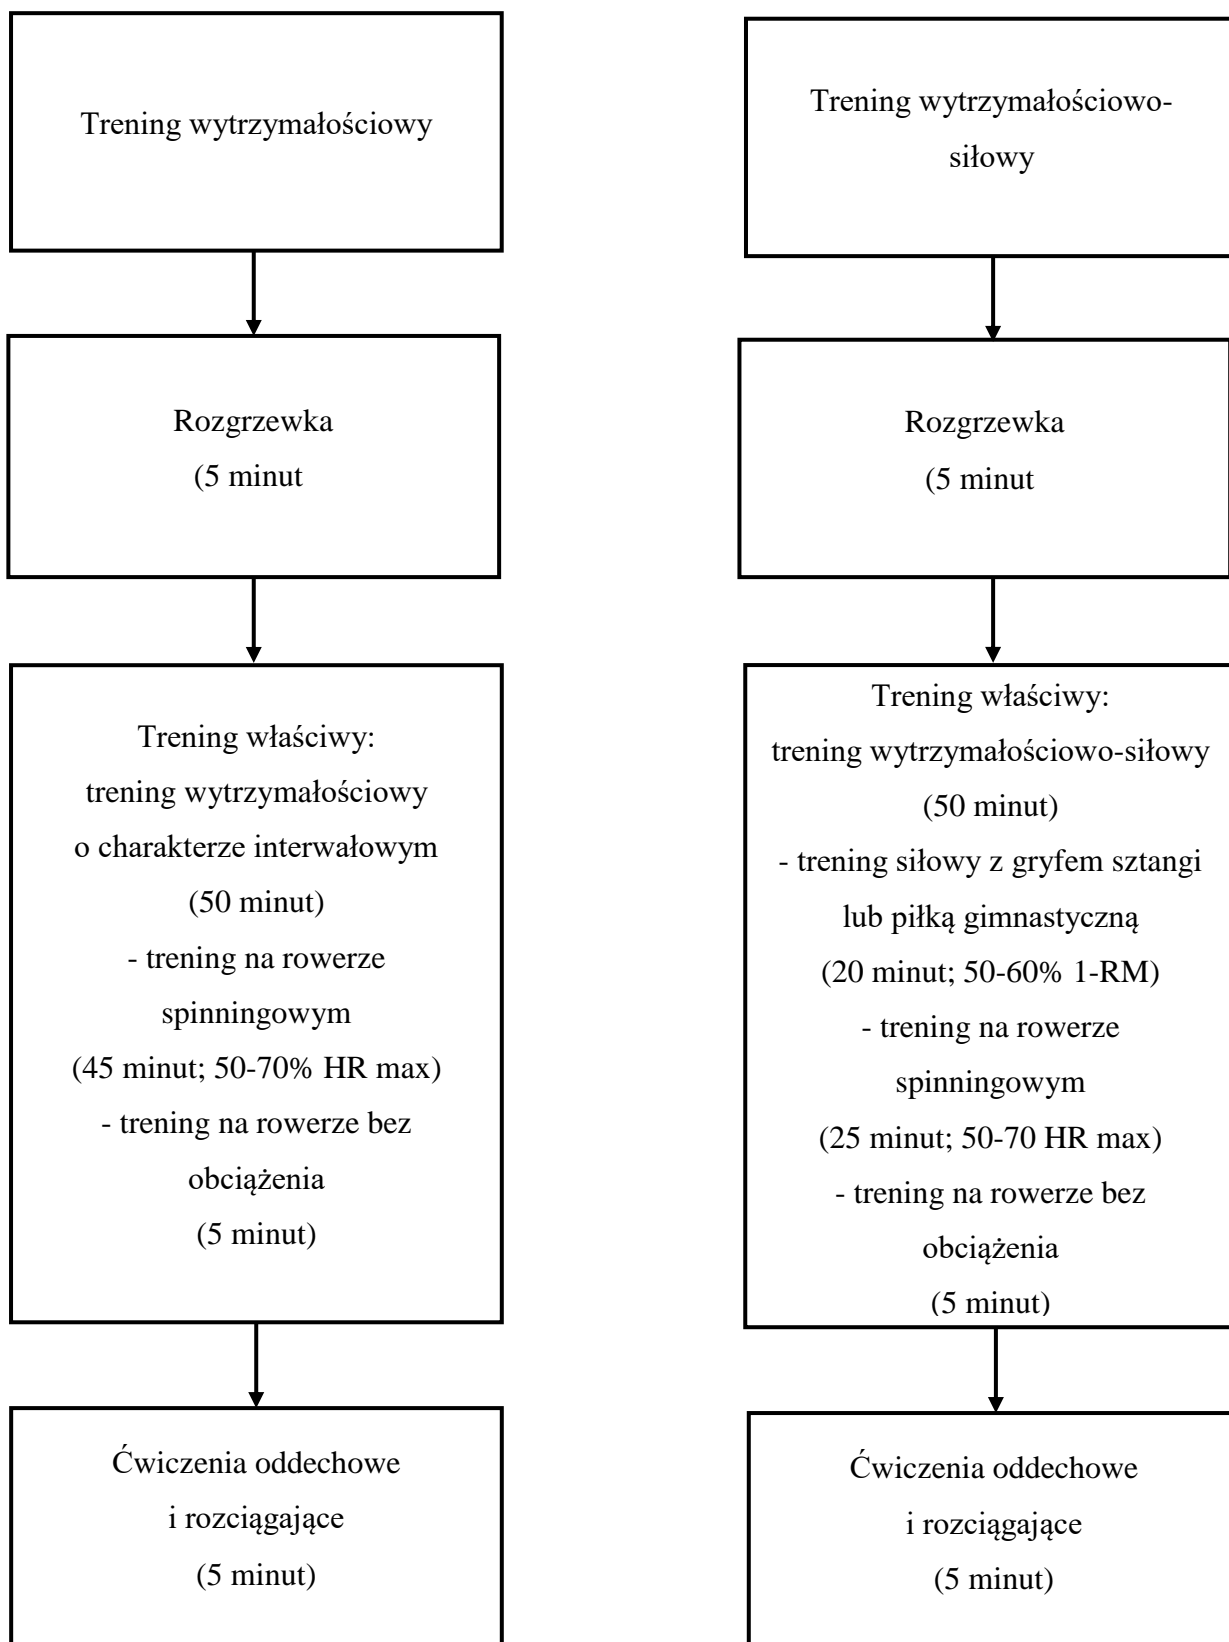 Trening wytrzymałościowy
Rozgrzewka
(5 minut
Trening właściwy:
trening wytrzymałościowy
o charakterze interwałowym
(50 minut)
- trening na rowerze
spinningowym
(45 minut; 50-70% HR max)
- trening na rowerze bez
obciążenia
(5 minut)
Ćwiczenia oddechowe
i rozciągające
(5 minut)
Trening wytrzymałościowo-
siłowy
Rozgrzewka
(5 minut
Trening właściwy:
trening wytrzymałościowo-siłowy
(50 minut)
- trening siłowy z gryfem sztangi
lub piłką gimnastyczną
(20 minut; 50-60% 1-RM)
- trening na rowerze
spinningowym
(25 minut; 50-70 HR max)
- trening na rowerze bez
obciążenia
(5 minut)
Ćwiczenia oddechowe
i rozciągające
(5 minut)